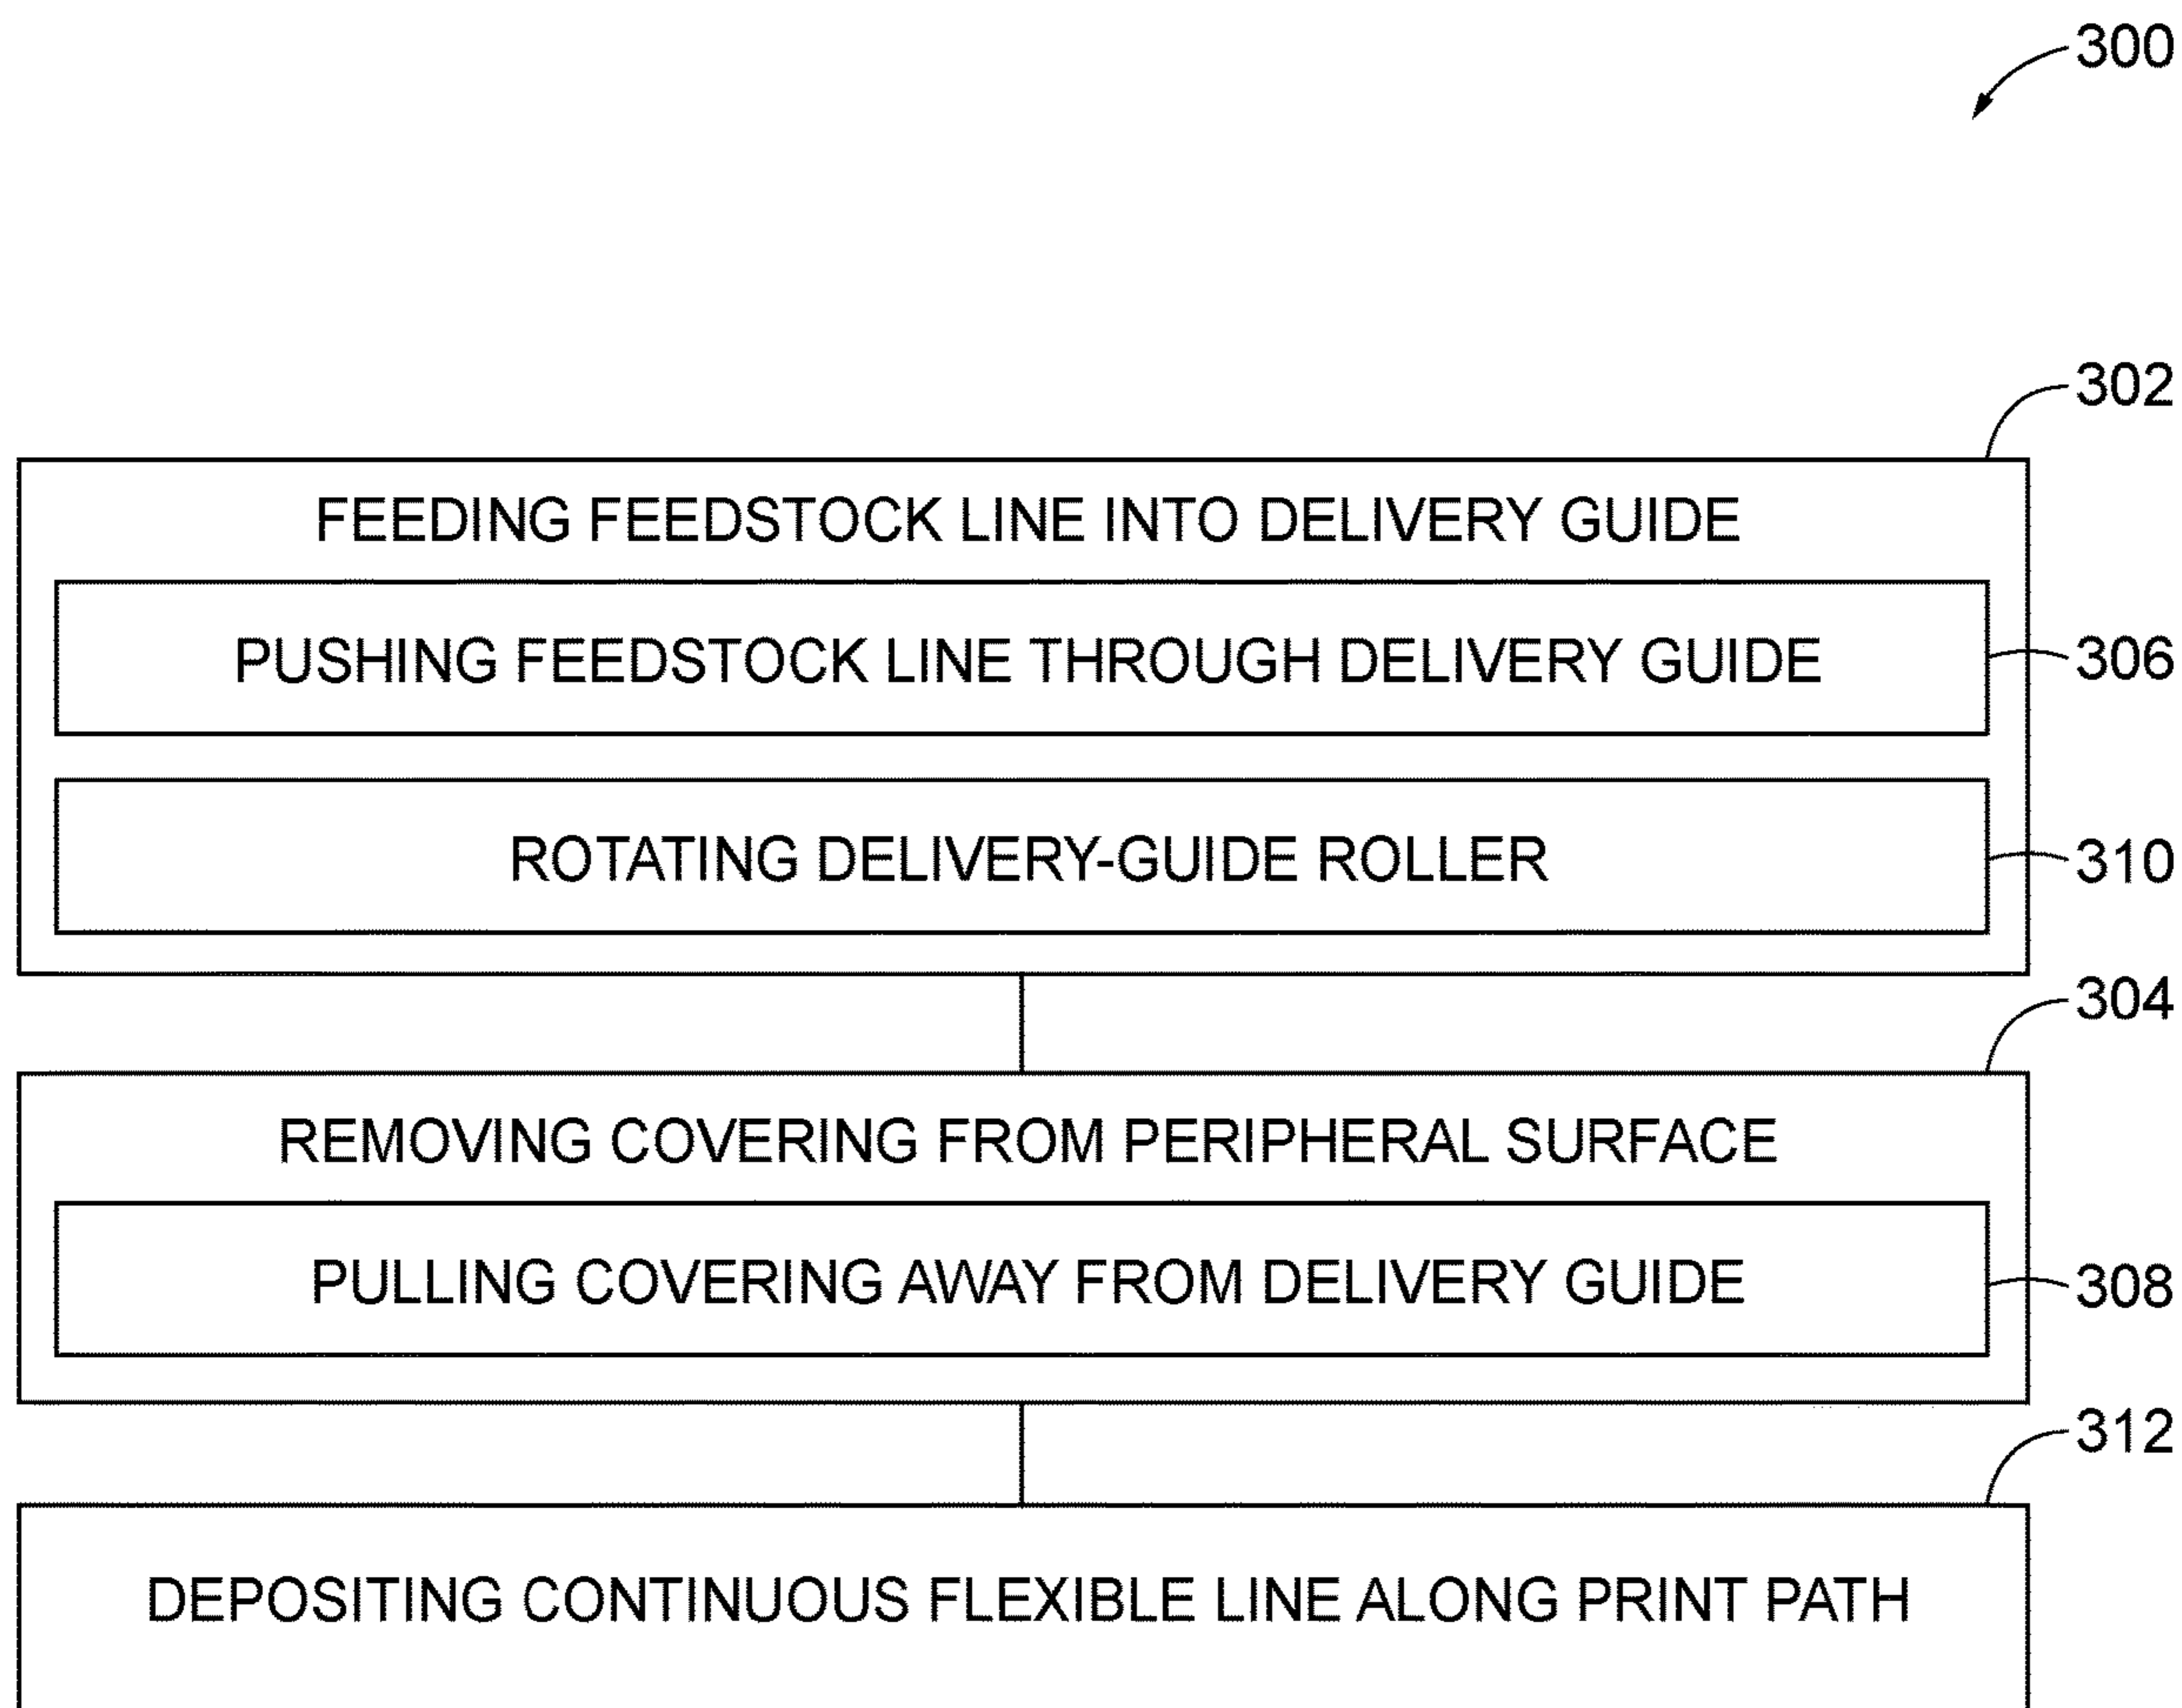 300
302
FEEDING FEEDSTOCK LINE INTO DELIVERY GUIDE
PUSHING FEEDSTOCK LINE THROUGH DELIVERY GUIDE
306
ROTATING DELIVERY-GUIDE ROLLER
310
304
REMOVING COVERING FROM PERIPHERAL SURFACE
PULLING COVERING AWAY FROM DELIVERY GUIDE
308
312
DEPOSITING CONTINUOUS FLEXIBLE LINE ALONG PRINT PATH